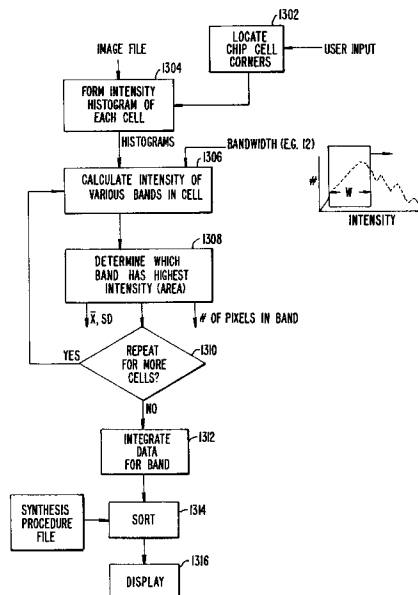 1302
LOCATE
CHIP CELL
CORNERS
USER INPUT
IMAGE FILE
1304
FORM INTENSITY
HISTOGRAM OF
EACH CELL
HISTOGRAMS
1306
BANDWIDTH (E.G. 12)
CALCULATE INTENSITY OF
VARIOUS BANDS IN CELL
#
W
INTENSITY
1308
DETERMINE WHICH
BAND HAS HIGHEST
INTENSITY (AREA)
X̄, SD
# OF PIXELS IN BAND
1310
YES
REPEAT
FOR MORE
CELLS?
NO
1312
INTEGRATE
DATA
FOR BAND
SYNTHESIS
PROCEDURE
FILE
1314
SORT
1316
DISPLAY